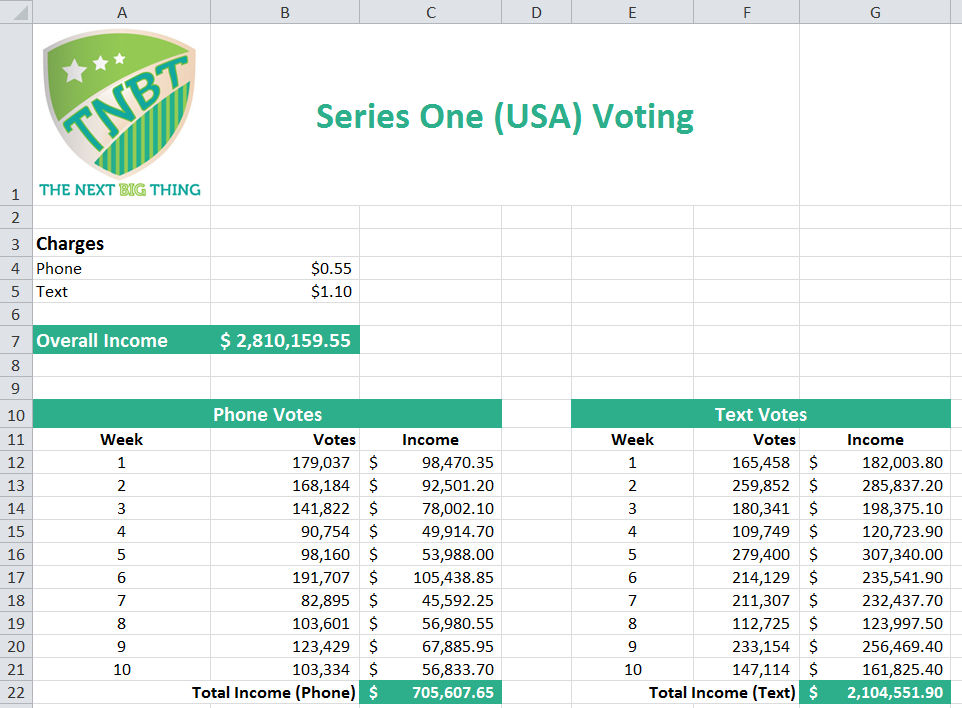 A B C D E F G
TNBT
THE NEXT BIG THING
Series One (USA) Voting
1
2
3 Charges
4 Phone $0.55
5 Text $1.10
6
7 Overall Income $ 2,810,159.55
8
9
10 Phone Votes Text Votes
11 Week Votes Income Week Votes Income
12 1 179,037 $ 98,470.35 1 165,458 $ 182,003.80
13 2 168,184 $ 92,501.20 2 259,852 $ 285,837.20
14 3 141,822 $ 78,002.10 3 180,341 $ 198,375.10
15 4 90,754 $ 49,914.70 4 109,749 $ 120,723.90
16 5 98,160 $ 53,988.00 5 279,400 $ 307,340.00
17 6 191,707 $ 105,438.85 6 214,129 $ 235,541.90
18 7 82,895 $ 45,592.25 7 211,307 $ 232,437.70
19 8 103,601 $ 56,980.55 8 112,725 $ 123,997.50
20 9 123,429 $ 67,885.95 9 233,154 $ 256,469.40
21 10 103,334 $ 56,833.70 10 147,114 $ 161,825.40
22 Total Income (Phone) $ 705,607.65 Total Income (Text) $ 2,104,551.90